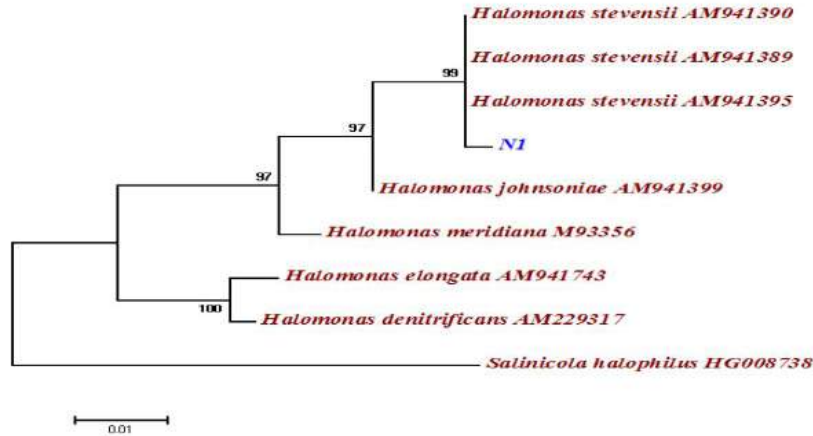 Halomonas stevensii AM941390
Halomonas stevensii AM941389
99
Halomonas stevensii AM941395
97
N1
97
Halomonas johnsoniae AM941399
Halomonas meridiana M93356
Halomonas elongata AM941743
100
Halomonas denitrificans AM229317
Salinicola halophilus HG008738
0.01